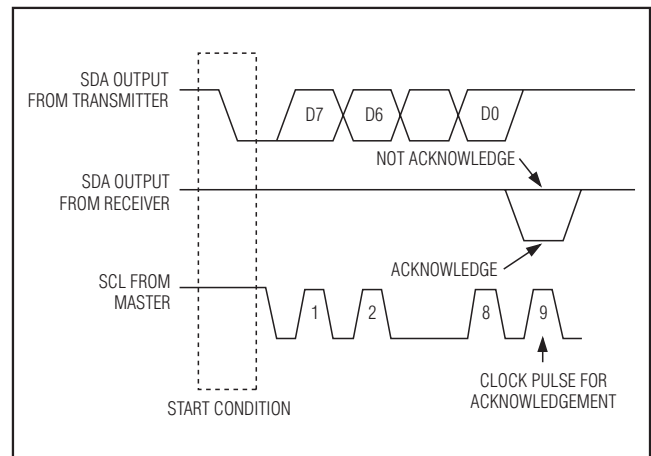 SDA OUTPUT
FROM TRANSMITTER
D7
D6
D0
NOT ACKNOWLEDGE
SDA OUTPUT
FROM RECEIVER
ACKNOWLEDGE
SCL FROM
MASTER
1
2
8
9
START CONDITION
CLOCK PULSE FOR
ACKNOWLEDGEMENT